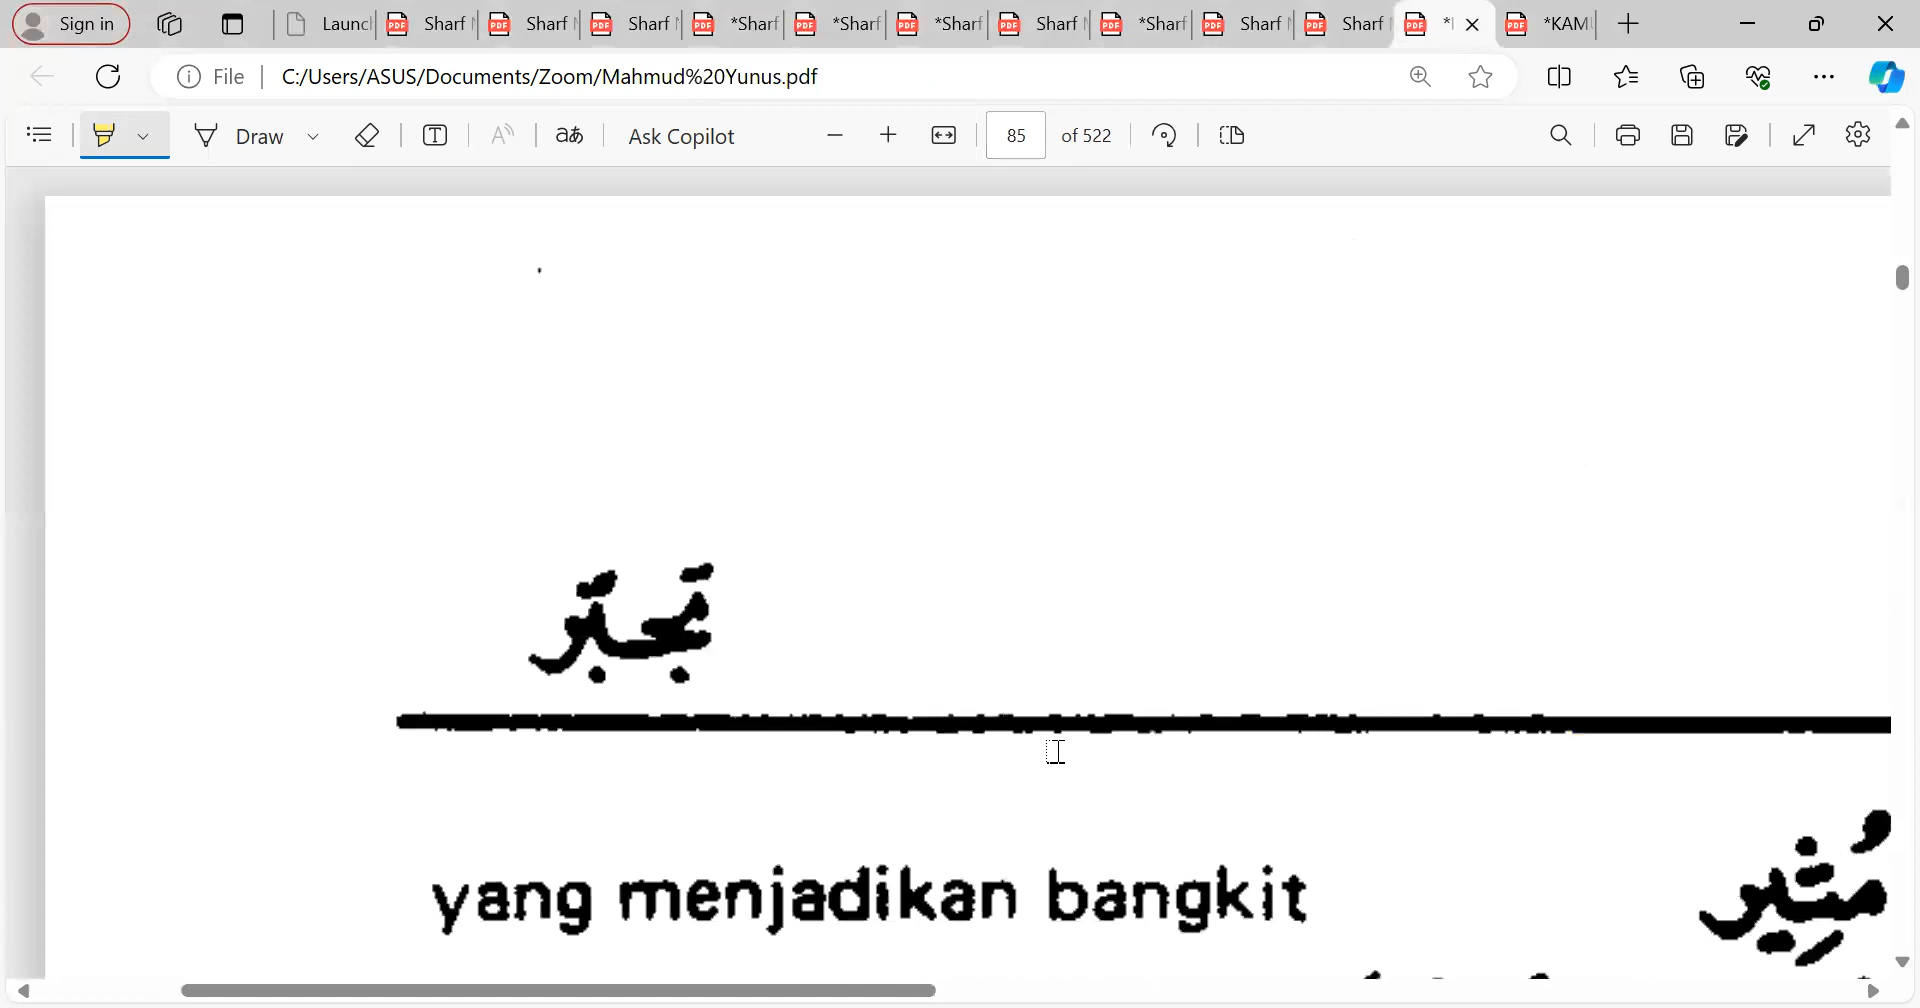 Sign in Launc Sharf Sharf Sharf *Sharf *Sharf *Sharf Sharf *Sharf Sharf Sharf * *KAM
File C:/Users/ASUS/Documents/Zoom/Mahmud%20Yunus.pdf
Draw Ask Copilot 85 of 522
تجبّر
yang menjadikan bangkit مُثِير